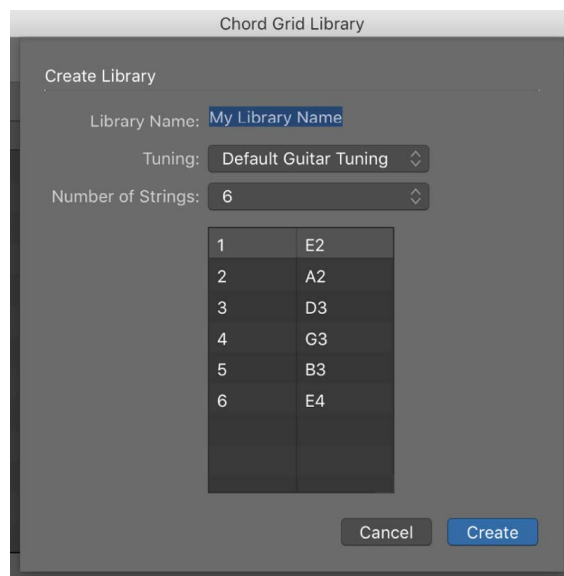 Chord Grid Library
Create Library
Library Name: My Library Name
Tuning: Default Guitar Tuning
Number of Strings: 6
1 E2
2 A2
3 D3
4 G3
5 B3
6 E4
Cancel Create